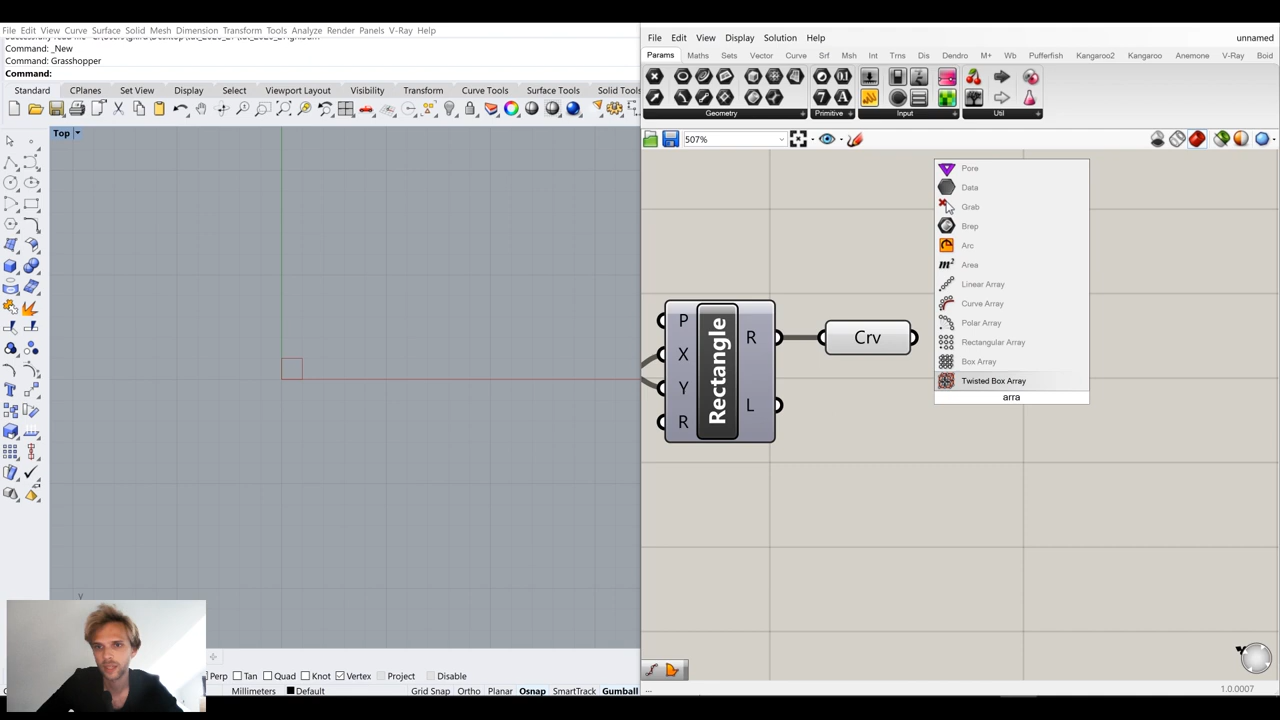 File Edit View Curve Surface Solid Mesh Dimension Transform Tools Analyze Render Panels V-Ray Help
Command: _New
Command: Grasshopper
Command:
Standard CPlanes Set View Display Select Viewport Layout Visibility Transform Curve Tools Surface Tools Solid Tools
Top
y
Perp Tan Quad Knot Vertex Project Disable
Millimeters Default Grid Snap Ortho Planar Osnap SmartTrack Gumball
File Edit View Display Solution Help unnamed
Params Maths Sets Vector Curve Srf Msh Int Trns Dis Dendro M+ Wb Pufferfish Kangaroo2 Kangaroo Anemone V-Ray Boid
Geometry Primitive Input Util
507%
Pore
Data
Grab
Brep
Arc
m² Area
Linear Array
Curve Array
Polar Array
Rectangular Array
Box Array
Twisted Box Array
arra
P
X
Y
R
Rectangle
R
L
Crv
...
1.0.0007